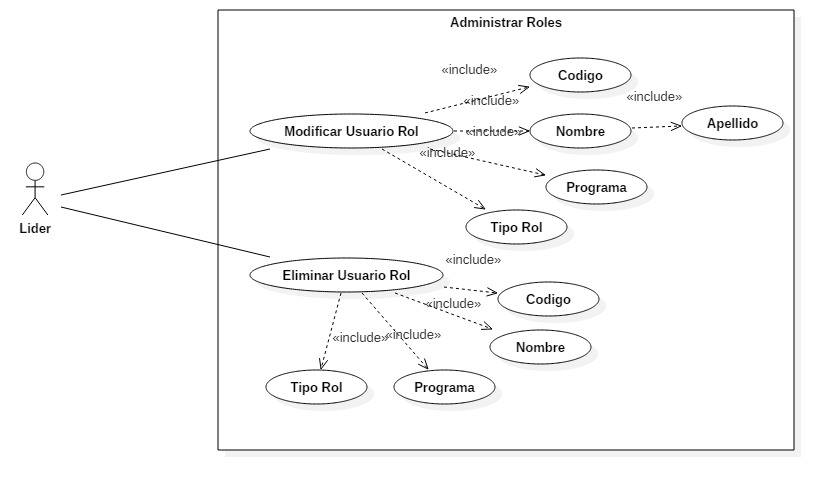 Administrar Roles
«include»
Codigo
«include»
«include»
Modificar Usuario Rol
«include»
Nombre
Apellido
«include»
Programa
Tipo Rol
Lider
«include»
Eliminar Usuario Rol
Codigo
«include»
«include»
«include»
Nombre
Tipo Rol
Programa